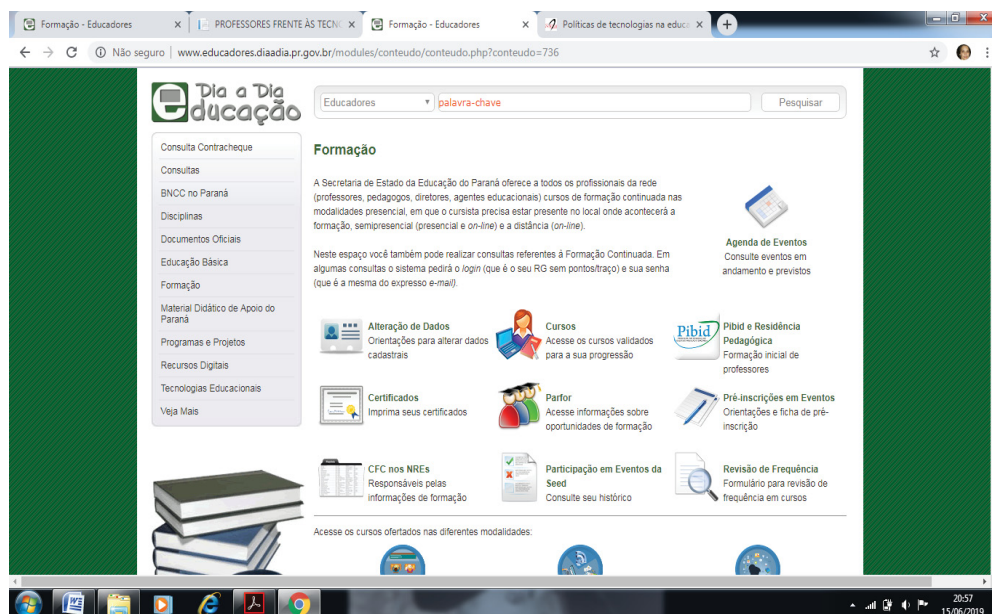 Formação - Educadores
PROFESSORES FRENTE ÀS TECN
Formação - Educadores
Políticas de tecnologias na educa
Não seguro | www.educadores.diaadia.pr.gov.br/modules/conteudo/conteudo.php?conteudo=736
Dia a Dia
educação
Educadores
palavra-chave
Pesquisar
Consulta Contracheque
Consultas
BNCC no Paraná
Disciplinas
Documentos Oficiais
Educação Básica
Formação
Material Didático de Apoio do
Paraná
Programas e Projetos
Recursos Digitais
Tecnologias Educacionais
Veja Mais
Formação
A Secretaria de Estado da Educação do Paraná oferece a todos os profissionais da rede
(professores, pedagogos, diretores, agentes educacionais) cursos de formação continuada nas
modalidades presencial, em que o cursista precisa estar presente no local onde acontecerá a
formação, semipresencial (presencial e on-line) e a distância (on-line).
Neste espaço você também pode realizar consultas referentes à Formação Continuada. Em
algumas consultas o sistema pedirá o login (que é o seu RG sem pontos/traço) e sua senha
(que é a mesma do expresso e-mail).
Agenda de Eventos
Consulte eventos em
andamento e previstos
Alteração de Dados
Orientações para alterar dados
cadastrais
Cursos
Acesse os cursos validados
para a sua progressão
Pibid
Pibid e Residência
Pedagógica
Formação inicial de
professores
Certificados
Imprima seus certificados
Parfor
Acesse informações sobre
oportunidades de formação
Pré-inscrições em Eventos
Orientações e ficha de pré-
inscrição
CFC nos NREs
Responsáveis pelas
informações de formação
Participação em Eventos da
Seed
Consulte seu histórico
Revisão de Frequência
Formulário para revisão de
frequência em cursos
Acesse os cursos ofertados nas diferentes modalidades:
20:57
15/06/2019